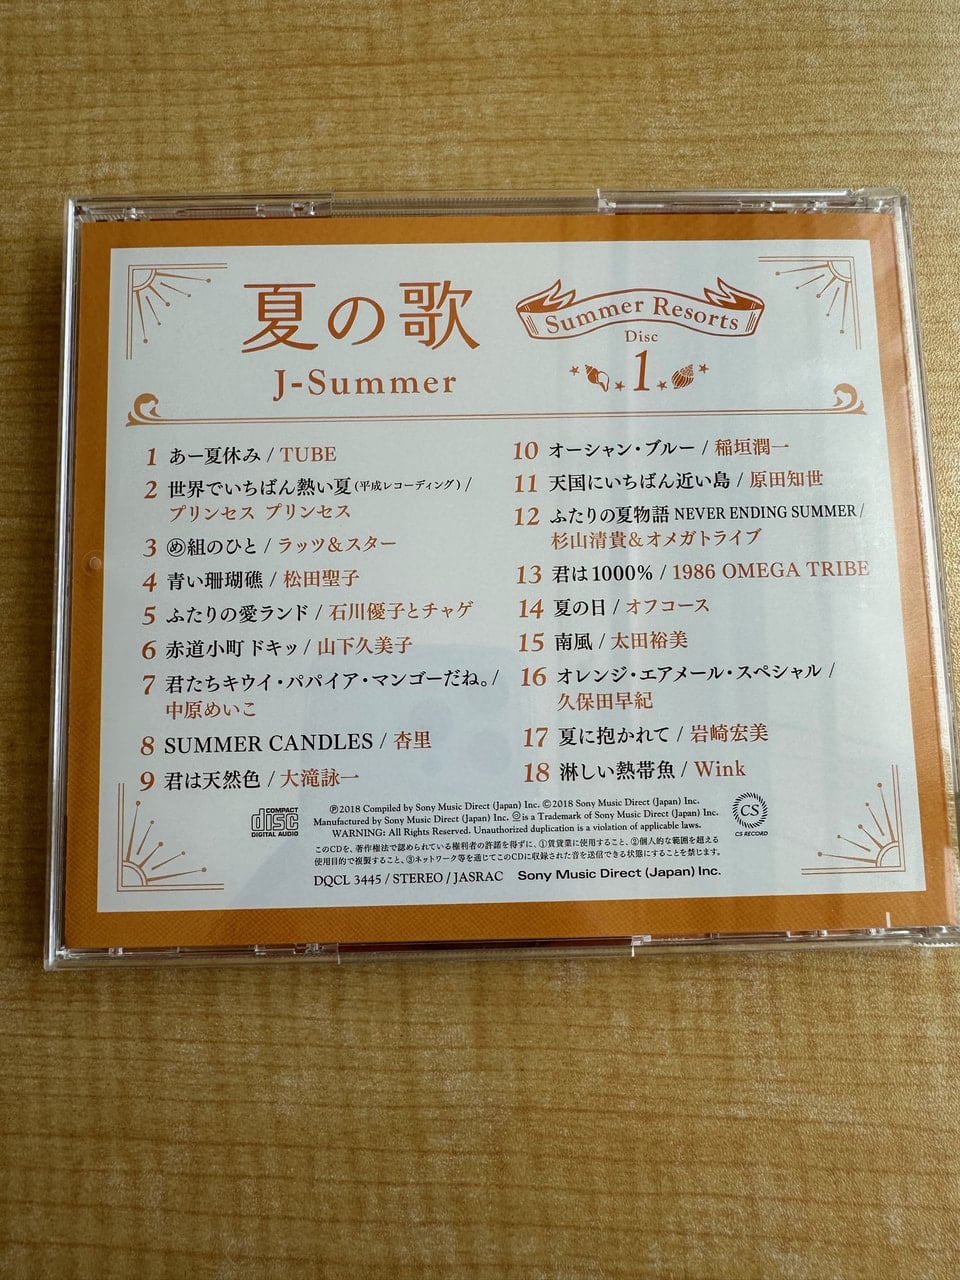 夏の歌
J-Summer
Summer Resorts
Disc
1
1 あー夏休み / TUBE
2 世界でいちばん熱い夏(平成レコーディング) /
プリンセス プリンセス
3 ㋱組のひと / ラッツ&スター
4 青い珊瑚礁 / 松田聖子
5 ふたりの愛ランド / 石川優子とチャゲ
6 赤道小町 ドキッ / 山下久美子
7 君たちキウイ・パパイア・マンゴーだね。/
中原めいこ
8 SUMMER CANDLES / 杏里
9 君は天然色 / 大滝詠一
10 オーシャン・ブルー / 稲垣潤一
11 天国にいちばん近い島 / 原田知世
12 ふたりの夏物語 NEVER ENDING SUMMER /
杉山清貴&オメガトライブ
13 君は1000% / 1986 OMEGA TRIBE
14 夏の日 / オフコース
15 南風 / 太田裕美
16 オレンジ・エアメール・スペシャル /
久保田早紀
17 夏に抱かれて / 岩崎宏美
18 淋しい熱帯魚 / Wink
COMPACT
disc
DIGITAL AUDIO
℗2018 Compiled by Sony Music Direct (Japan) Inc. ©2018 Sony Music Direct (Japan) Inc.
Manufactured by Sony Music Direct (Japan) Inc. is a Trademark of Sony Music Direct (Japan) Inc.
WARNING: All Rights Reserved. Unauthorized duplication is a violation of applicable laws.
このCDを、著作権法で認められている権利者の許諾を得ずに、①賃貸業に使用すること、②個人的な範囲を超える
使用目的で複製すること、③ネットワーク等を通じてこのCDに収録された音を送信できる状態にすることを禁じます。
DQCL 3445 / STEREO / JASRAC Sony Music Direct (Japan) Inc.
CS
CS RECORD